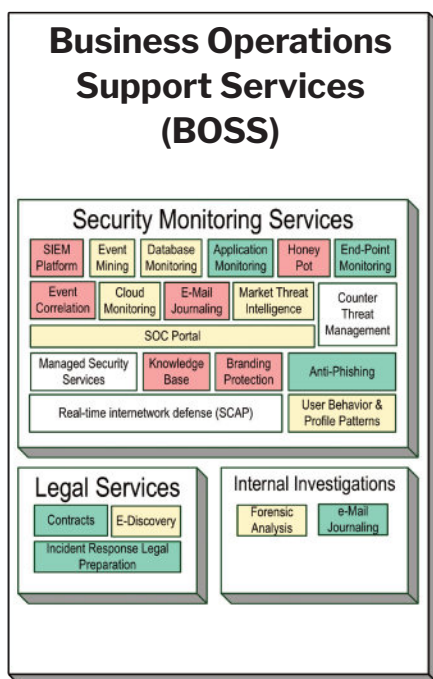 Business Operations
Support Services
(BOSS)
Security Monitoring Services
SIEM
Platform
Event
Mining
Database
Monitoring
Application
Monitoring
Honey
Pot
End-Point
Monitoring
Event
Correlation
Cloud
Monitoring
E-Mail
Journaling
Market Threat
Intelligence
Counter
Threat
Management
SOC Portal
Managed Security
Services
Knowledge
Base
Branding
Protection
Anti-Phishing
Real-time internetwork defense (SCAP)
User Behavior &
Profile Patterns
Legal Services
Contracts
E-Discovery
Incident Response Legal
Preparation
Internal Investigations
Forensic
Analysis
e-Mail
Journaling